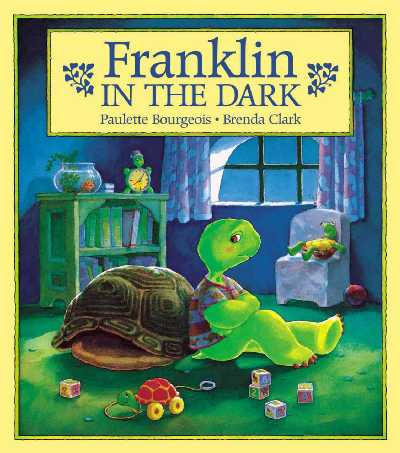 Franklin
IN THE DARK
Paulette Bourgeois • Brenda Clark